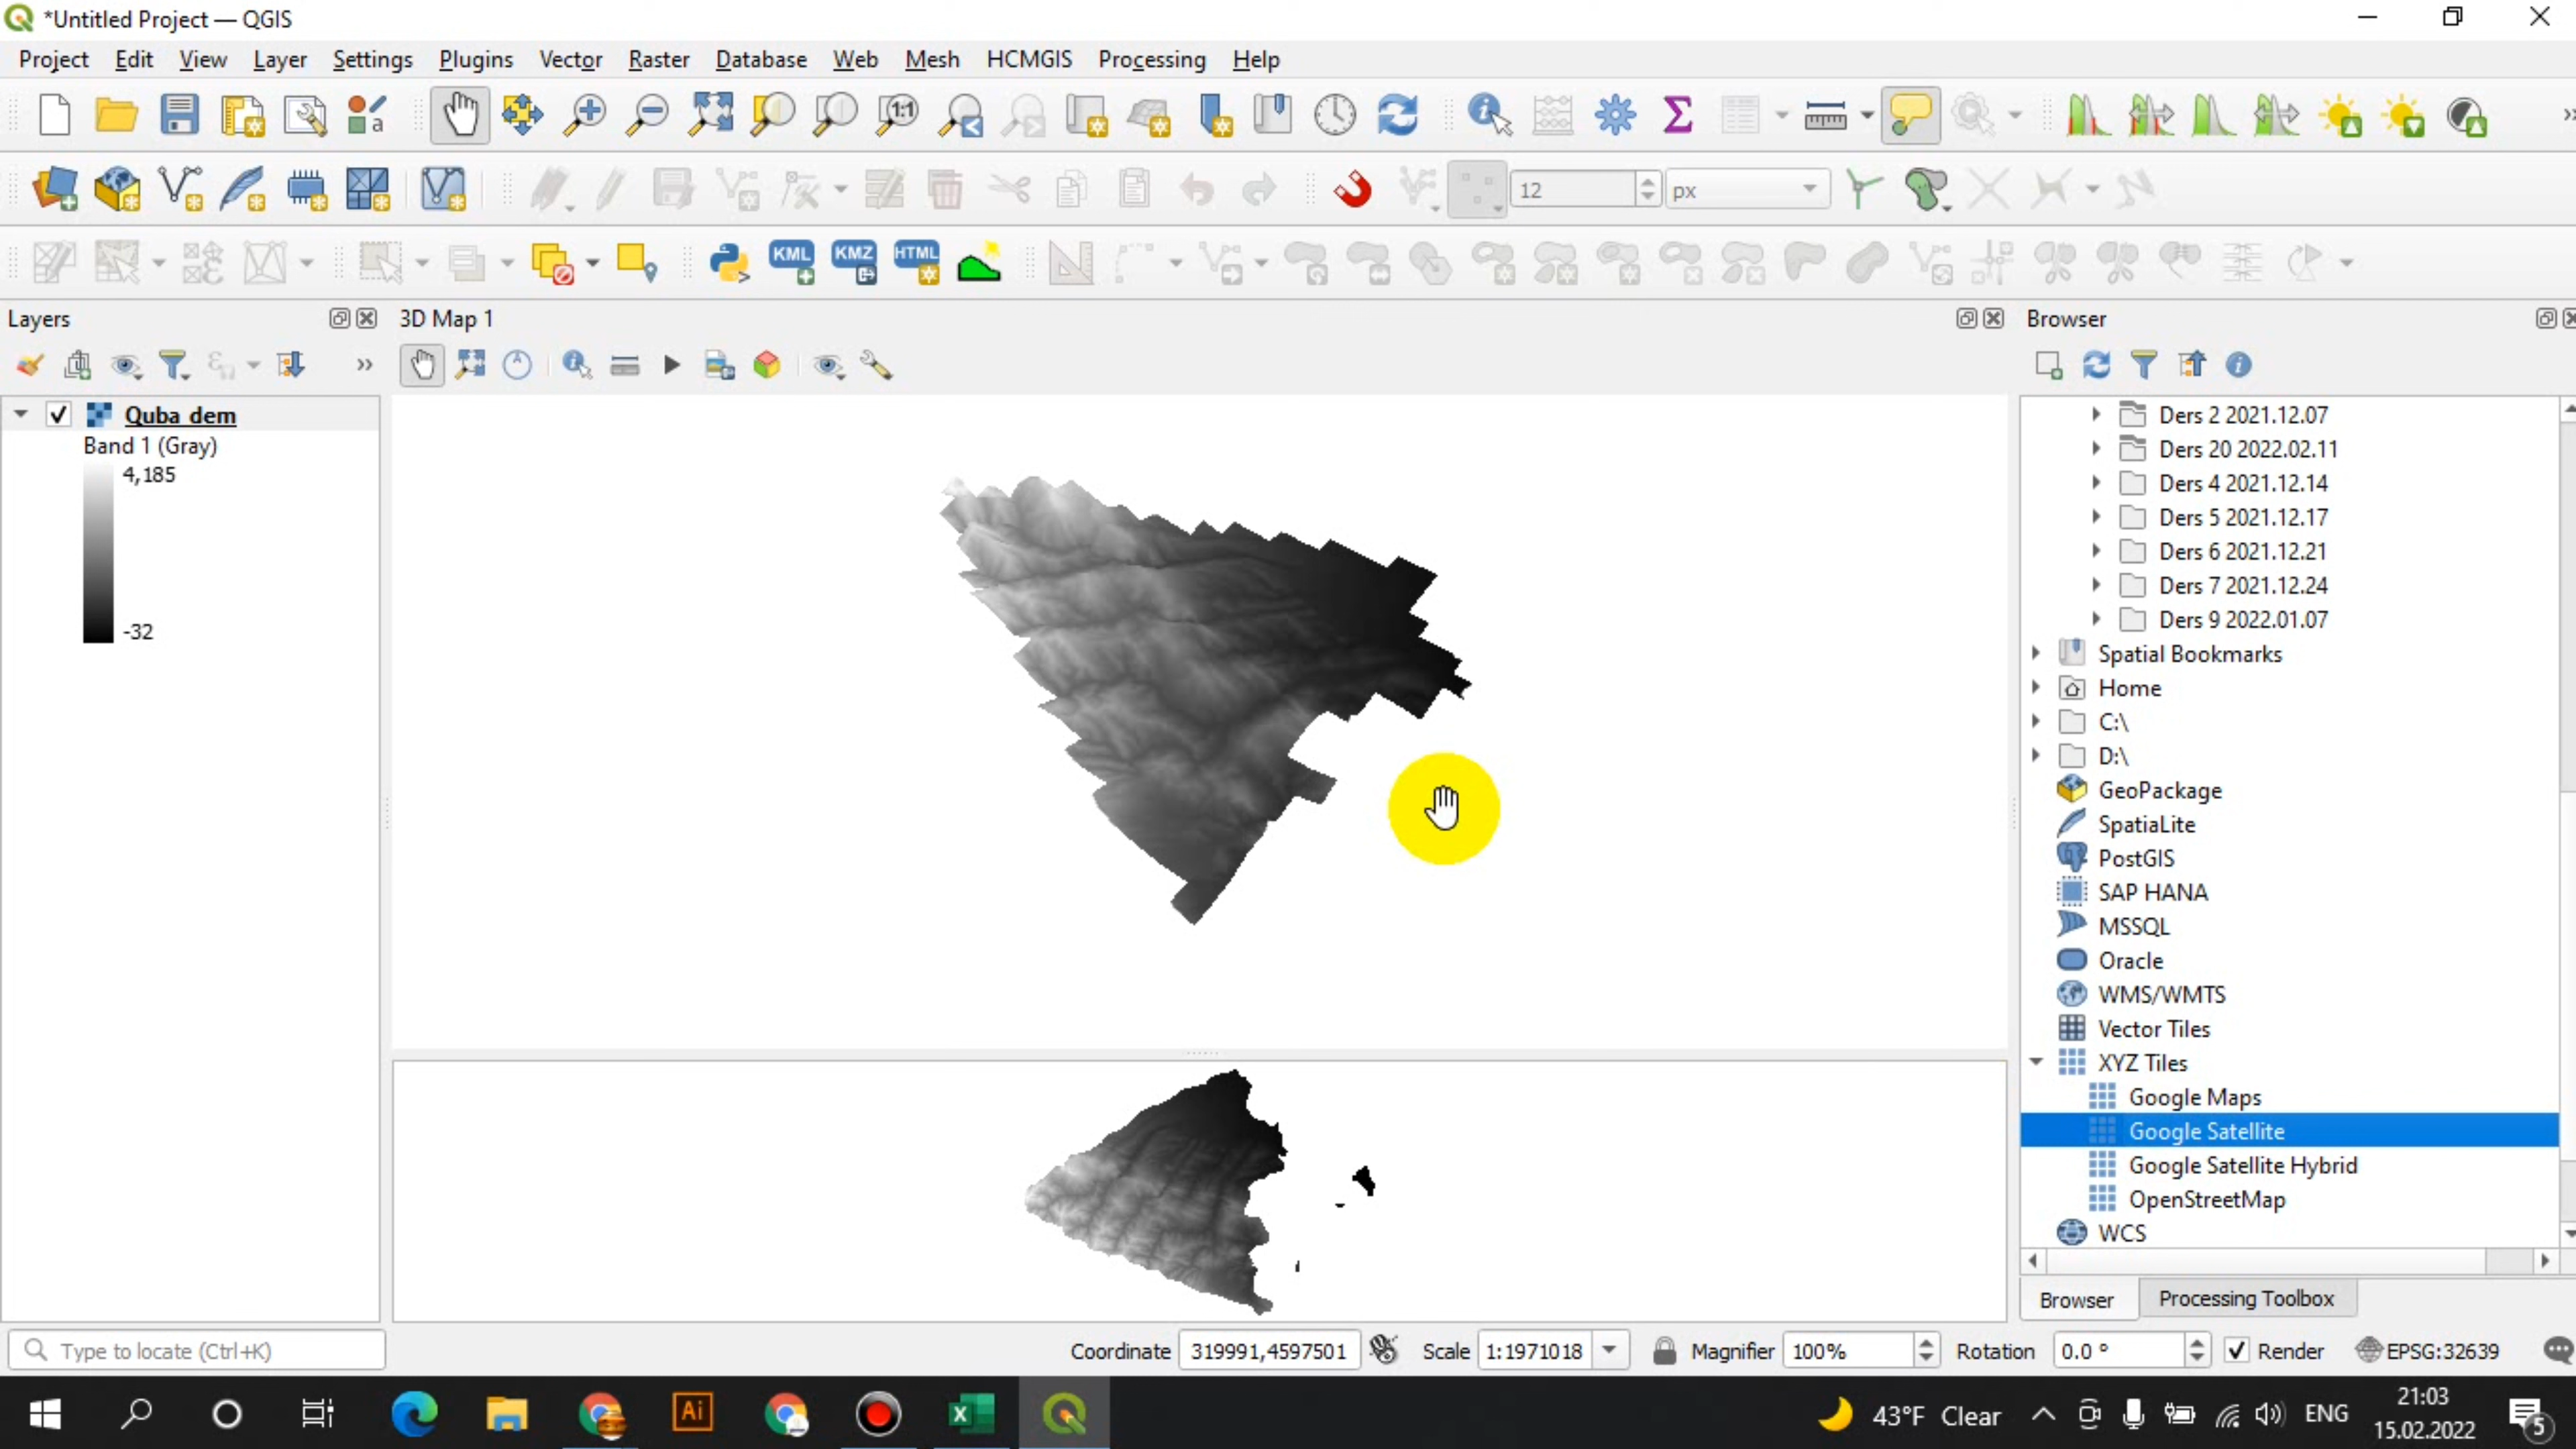 *Untitled Project — QGIS
Project Edit View Layer Settings Plugins Vector Raster Database Web Mesh HCMGIS Processing Help
1:1
a
12 px
KML KMZ HTML
Layers
3D Map 1
Browser
Quba dem
Band 1 (Gray)
4,185
-32
Ders 2 2021.12.07
Ders 20 2022.02.11
Ders 4 2021.12.14
Ders 5 2021.12.17
Ders 6 2021.12.21
Ders 7 2021.12.24
Ders 9 2022.01.07
Spatial Bookmarks
Home
C:\
D:\
GeoPackage
SpatiaLite
PostGIS
SAP HANA
MSSQL
Oracle
WMS/WMTS
Vector Tiles
XYZ Tiles
Google Maps
Google Satellite
Google Satellite Hybrid
OpenStreetMap
WCS
Browser Processing Toolbox
Type to locate (Ctrl+K)
Coordinate 319991,4597501 Scale 1:1971018 Magnifier 100% Rotation 0.0 ° Render EPSG:32639
Ai
43°F Clear
ENG
21:03
15.02.2022
5